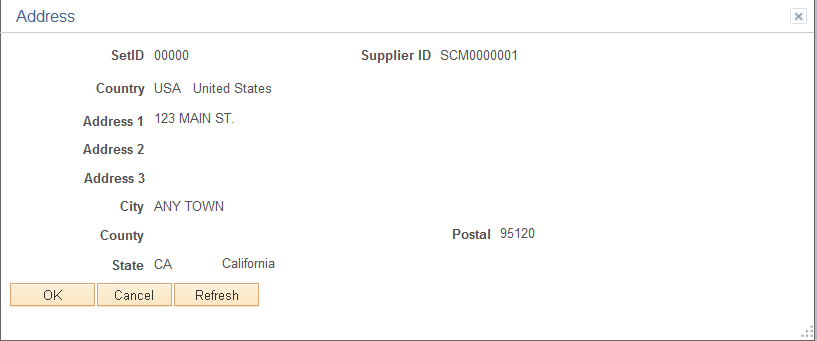 Address
SetID 00000 Supplier ID SCM0000001
Country USA United States
Address 1 123 MAIN ST.
Address 2
Address 3
City ANY TOWN
County Postal 95120
State CA California
OK Cancel Refresh